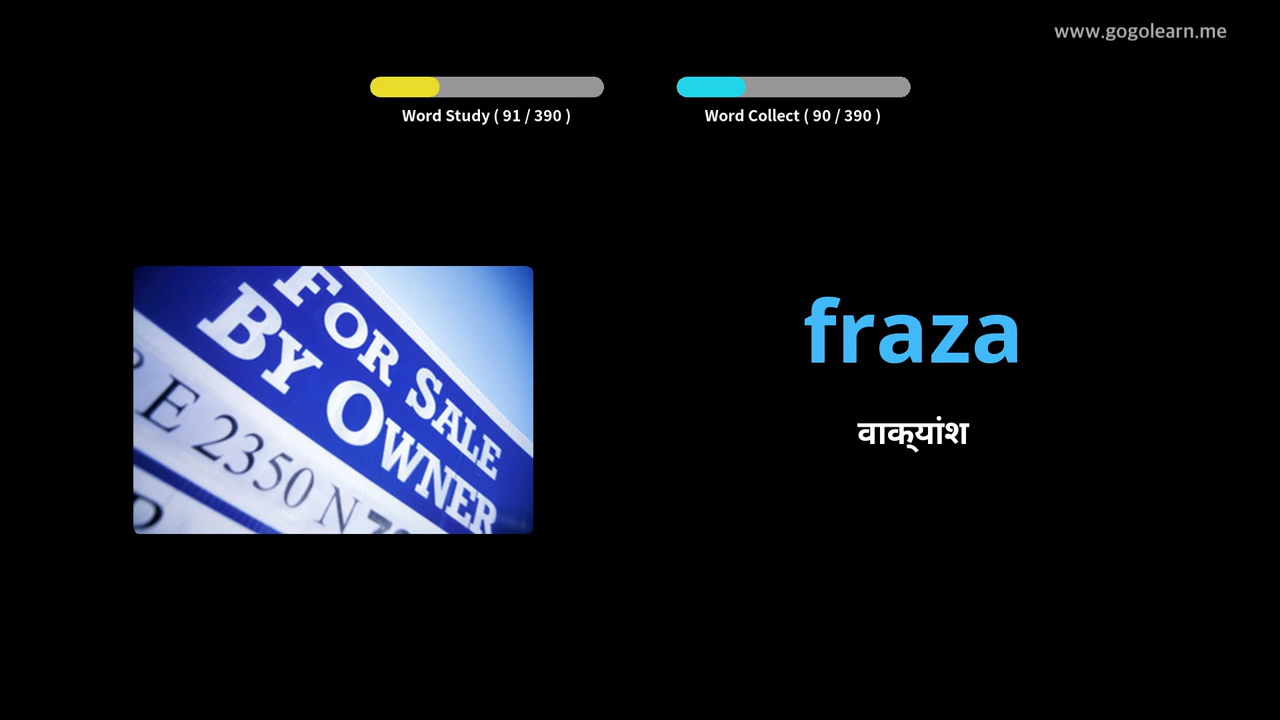 www.gogolearn.me
Word Study ( 91 / 390 )
Word Collect ( 90 / 390 )
FOR SALE
BY OWNER
E 2350 N
fraza
वाक्यांश